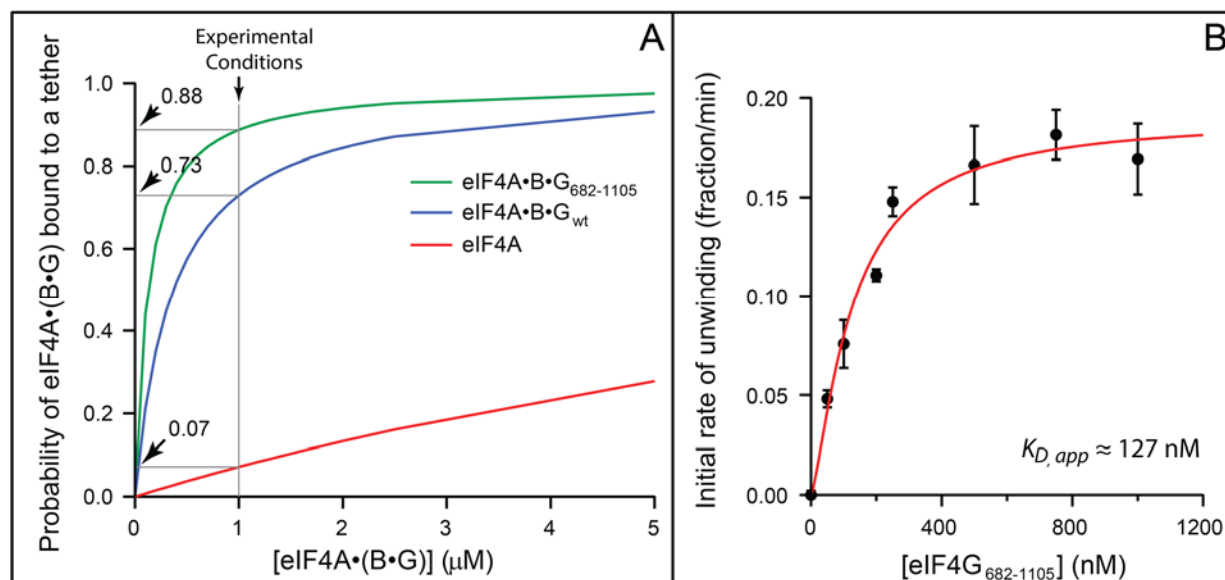 A
Experimental
Conditions
Probability of eIF4A•(B•G) bound to a tether
1.0
0.8
0.6
0.4
0.2
0.0
0.88
0.73
0.07
eIF4A•B•G682-1105
eIF4A•B•Gwt
eIF4A
0 1 2 3 4 5
[eIF4A•(B•G)] (μM)
B
Initial rate of unwinding (fraction/min)
0.20
0.15
0.10
0.05
0.00
KD, app ≈ 127 nM
0 400 800 1200
[eIF4G682-1105] (nM)